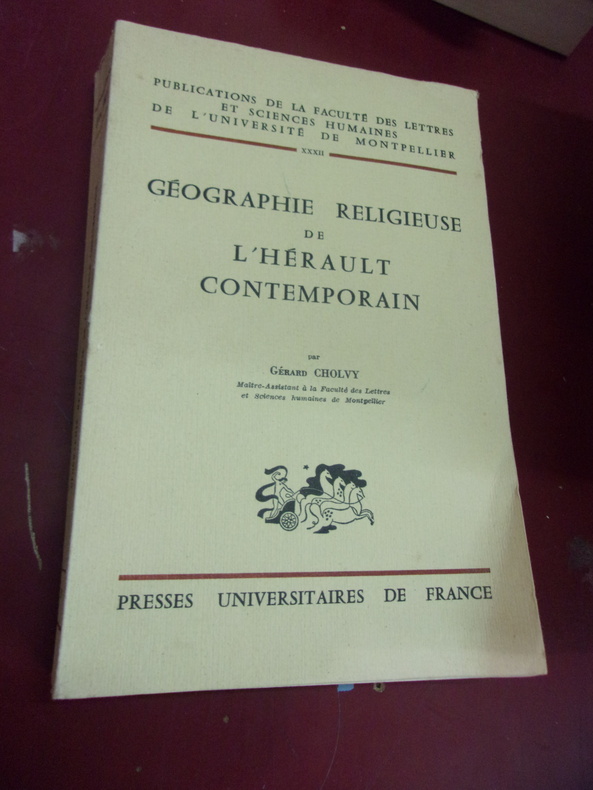 PUBLICATIONS DE LA FACULTÉ DES LETTRES
ET SCIENCES HUMAINES
DE L'UNIVERSITÉ DE MONTPELLIER
XXXII
GÉOGRAPHIE RELIGIEUSE
DE
L'HÉRAULT
CONTEMPORAIN
par
GÉRARD CHOLVY
Maître-Assistant à la Faculté des Lettres
et Sciences humaines de Montpellier
PRESSES UNIVERSITAIRES DE FRANCE